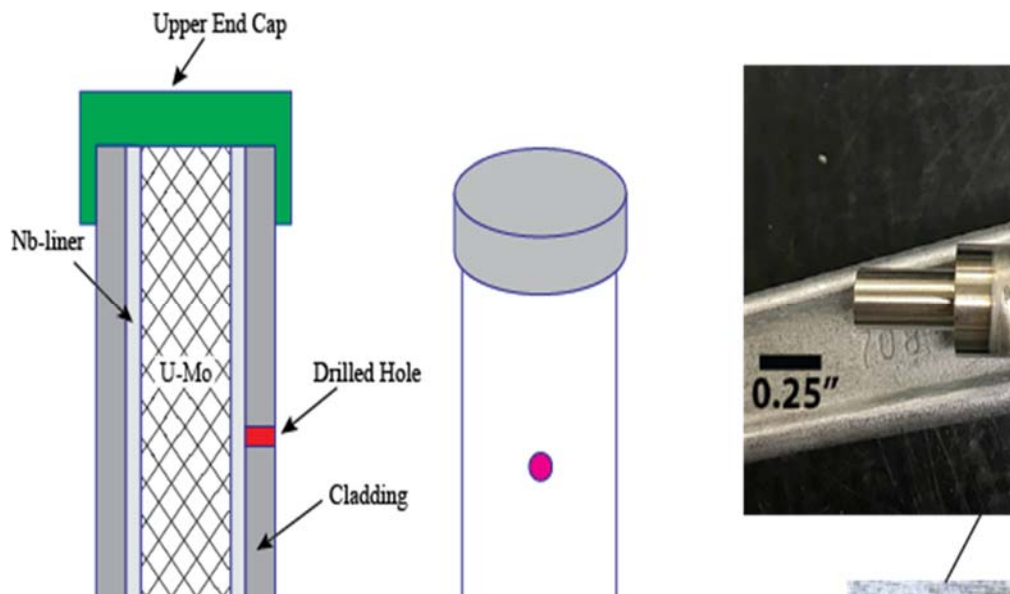 Upper End Cap
Nb-liner
U-Mo
Drilled Hole
Cladding
0.25″